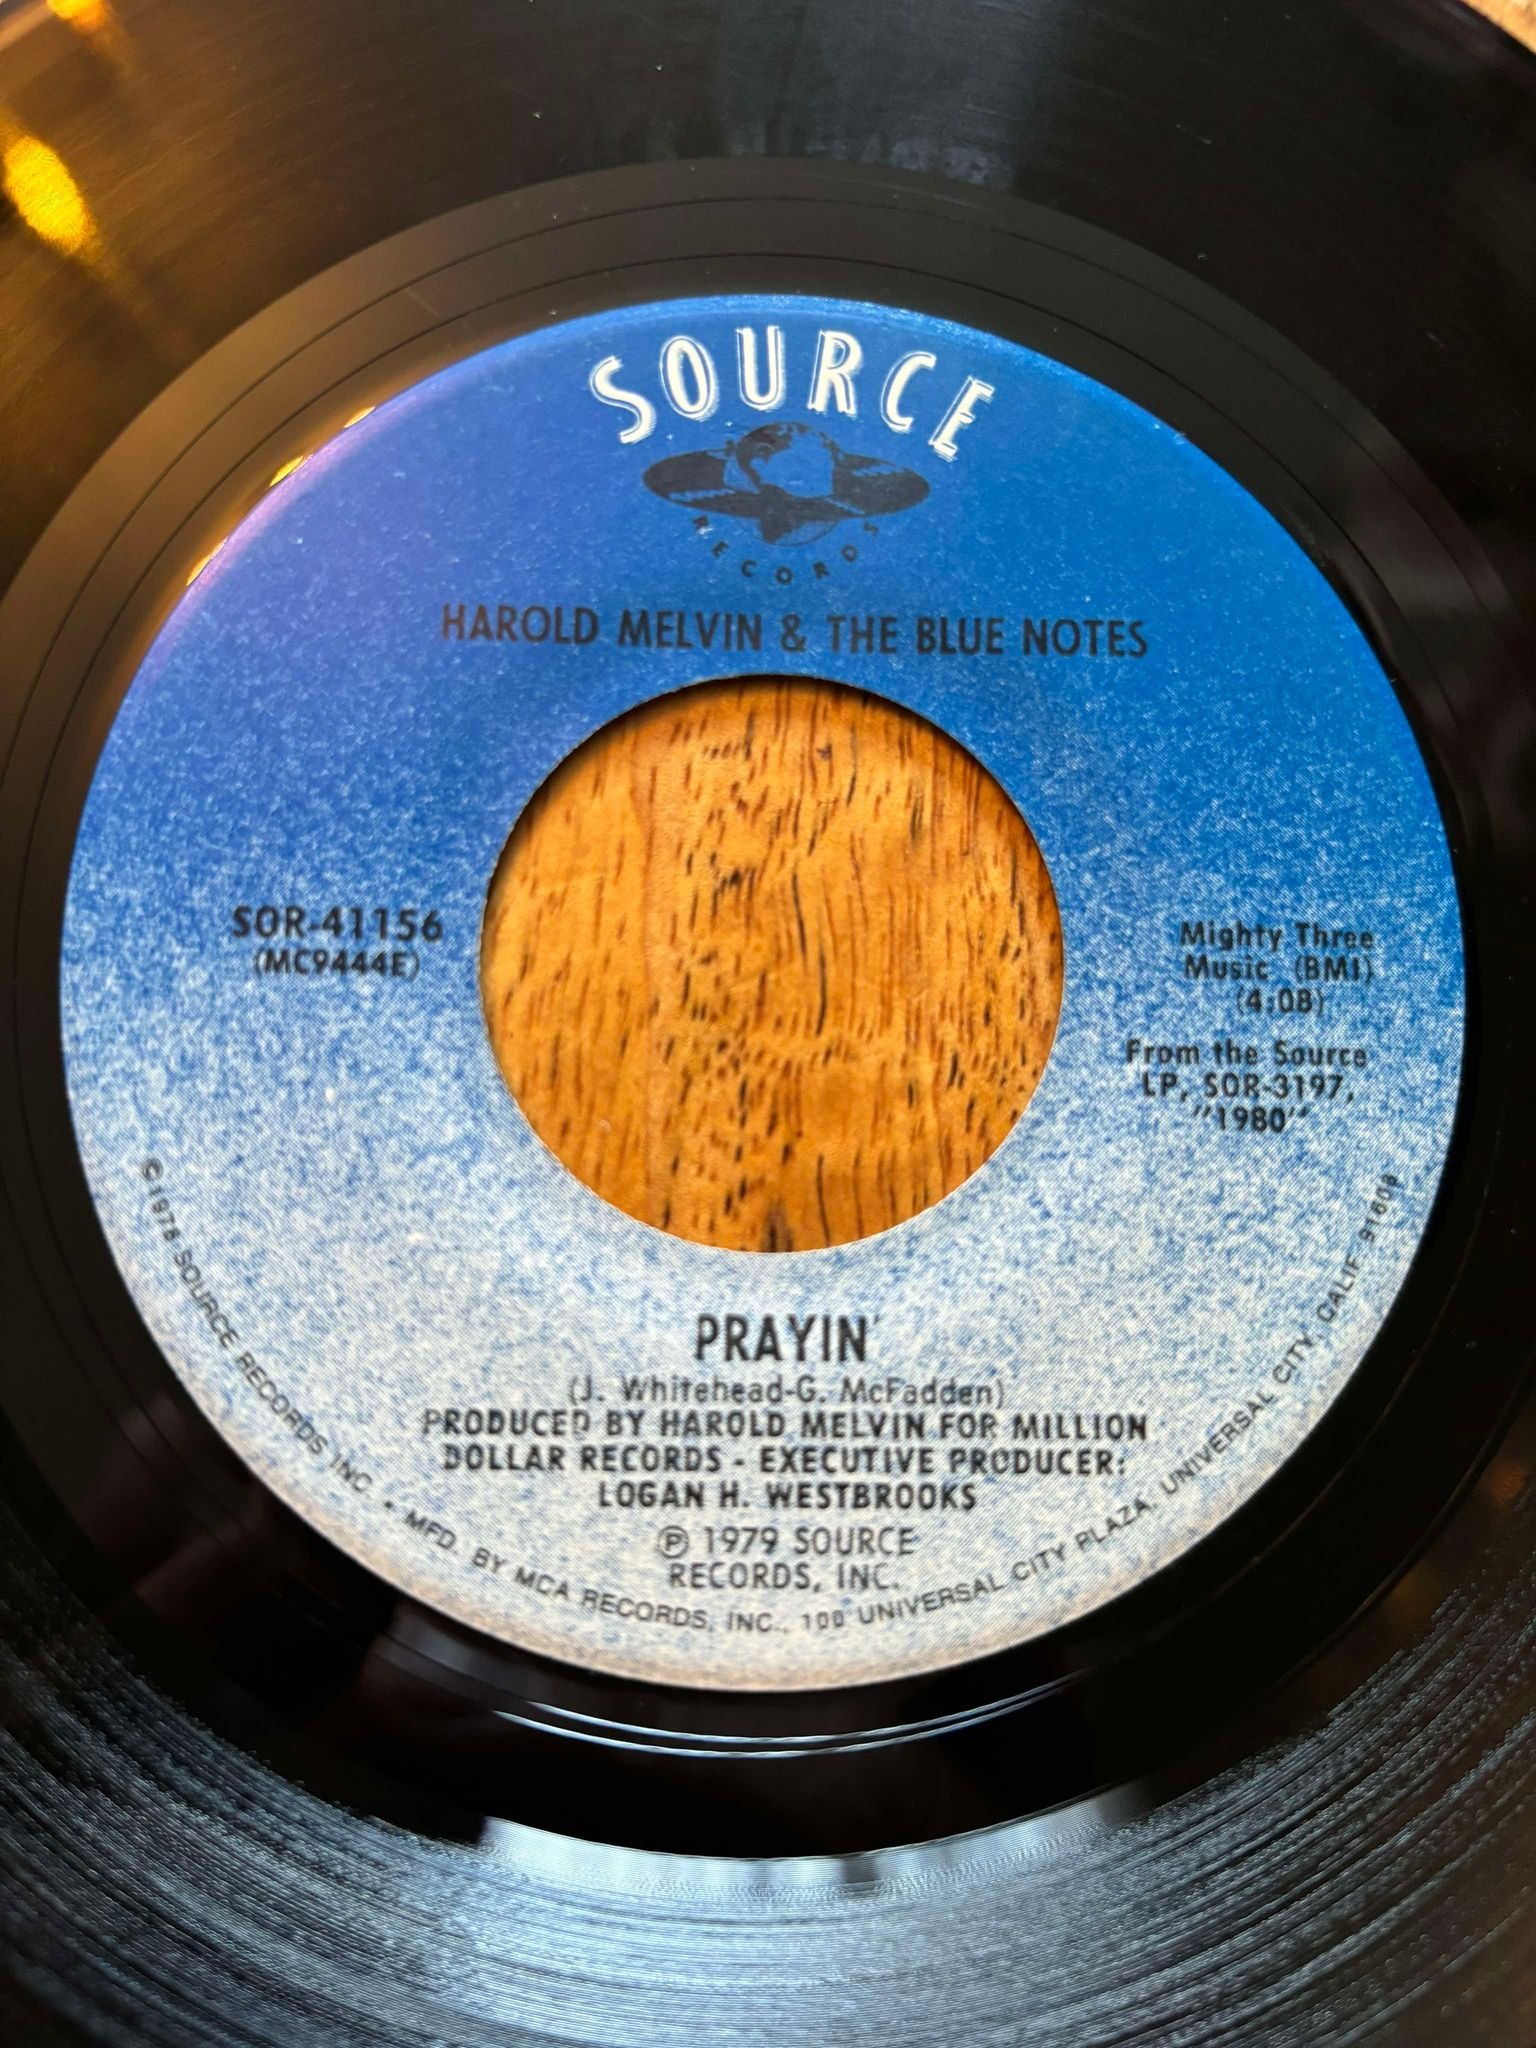 SOURCE
RECORDS
HAROLD MELVIN & THE BLUE NOTES
SOR-41156
(MC9444E)
Mighty Three
Music (BMI)
(4:08)
From the Source
LP, SOR-3197,
"1980"
PRAYIN'
(J. Whitehead-G. McFadden)
PRODUCED BY HAROLD MELVIN FOR MILLION
DOLLAR RECORDS - EXECUTIVE PRODUCER:
LOGAN H. WESTBROOKS
℗ 1979 SOURCE
RECORDS, INC.
©1978 SOURCE RECORDS INC. • MFD. BY MCA RECORDS, INC., 100 UNIVERSAL CITY PLAZA, UNIVERSAL CITY, CALIF. 91608